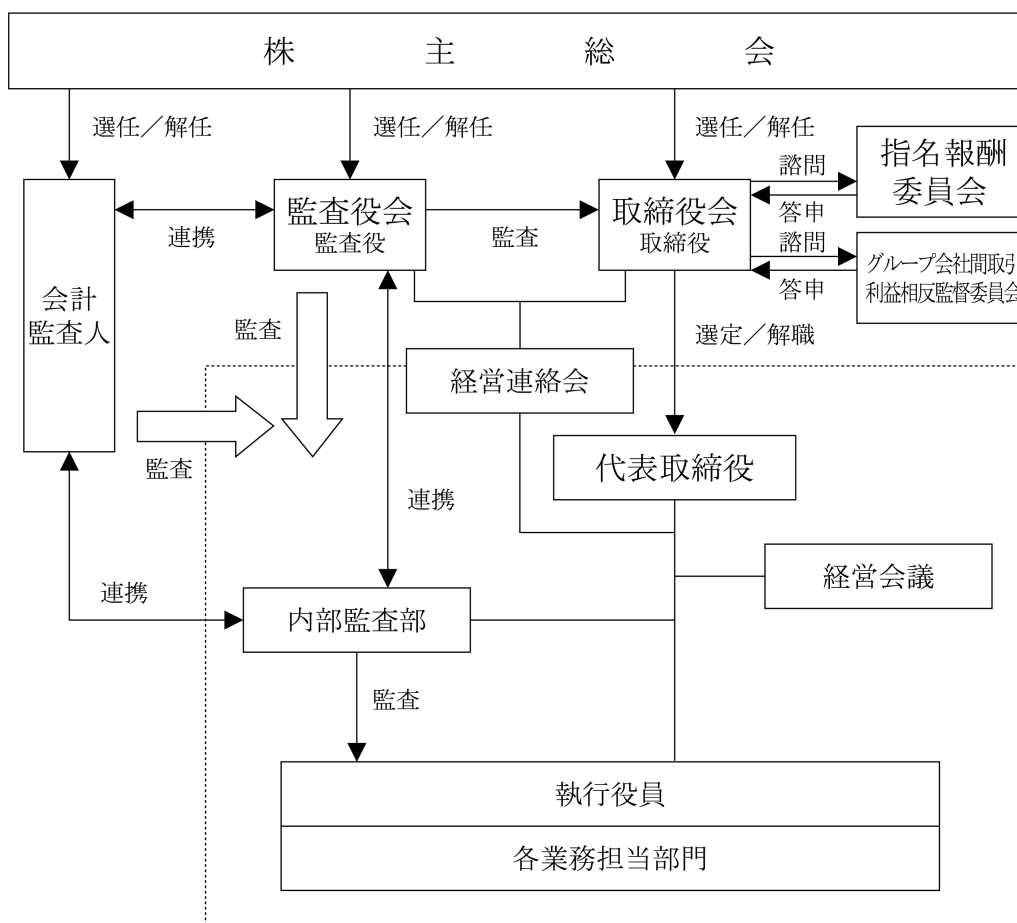 株主総会
選任／解任
選任／解任
選任／解任
諮問
指名報酬
委員会
答申
監査役会
監査役
取締役会
取締役
連携
監査
諮問
答申
グループ会社間取引
利益相反監督委員会
会計
監査人
監査
選定／解職
経営連絡会
監査
代表取締役
連携
経営会議
連携
内部監査部
監査
執行役員
各業務担当部門